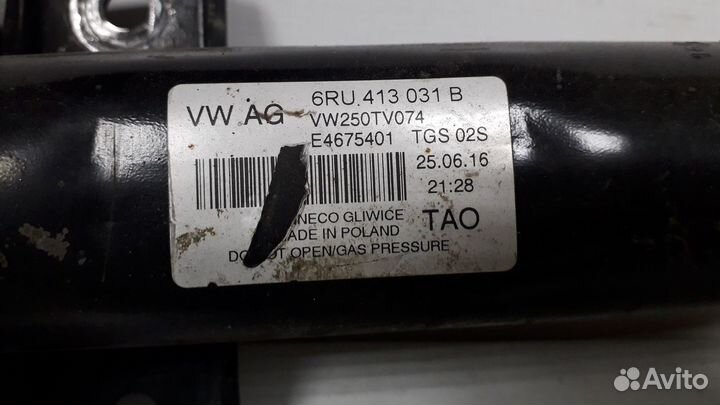 VW AG
6RU 413 031 B
VW250TV074
E4675401 TGS 02S
25.06.16
21:28
GLIWICE
TAO
IN POLAND
OPEN/GAS PRESSURE
Avito